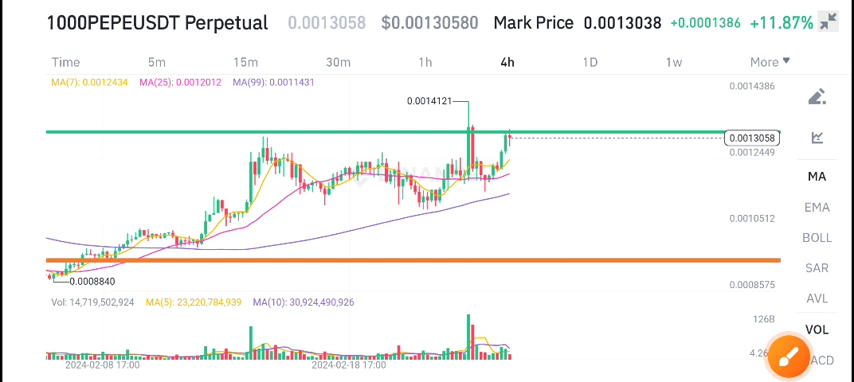 1000PEPEUSDT Perpetual 0.0013058 $0.00130580 Mark Price 0.0013038 +0.0001386 +11.87%
Time 5m 15m 30m 1h 4h 1D 1w More
MA(7): 0.0012434 MA(25): 0.0012012 MA(99): 0.0011431
0.0014386
0.0014121
0.0013058
0.0012449
0.0010512
0.0008840
0.0008575
Vol: 14,719,502,924 MA(5): 23,220,784,939 MA(10): 30,924,490,926
126B
4.26
2024-02-08 17:00 2024-02-18 17:00
MA
EMA
BOLL
SAR
AVL
VOL
ACD